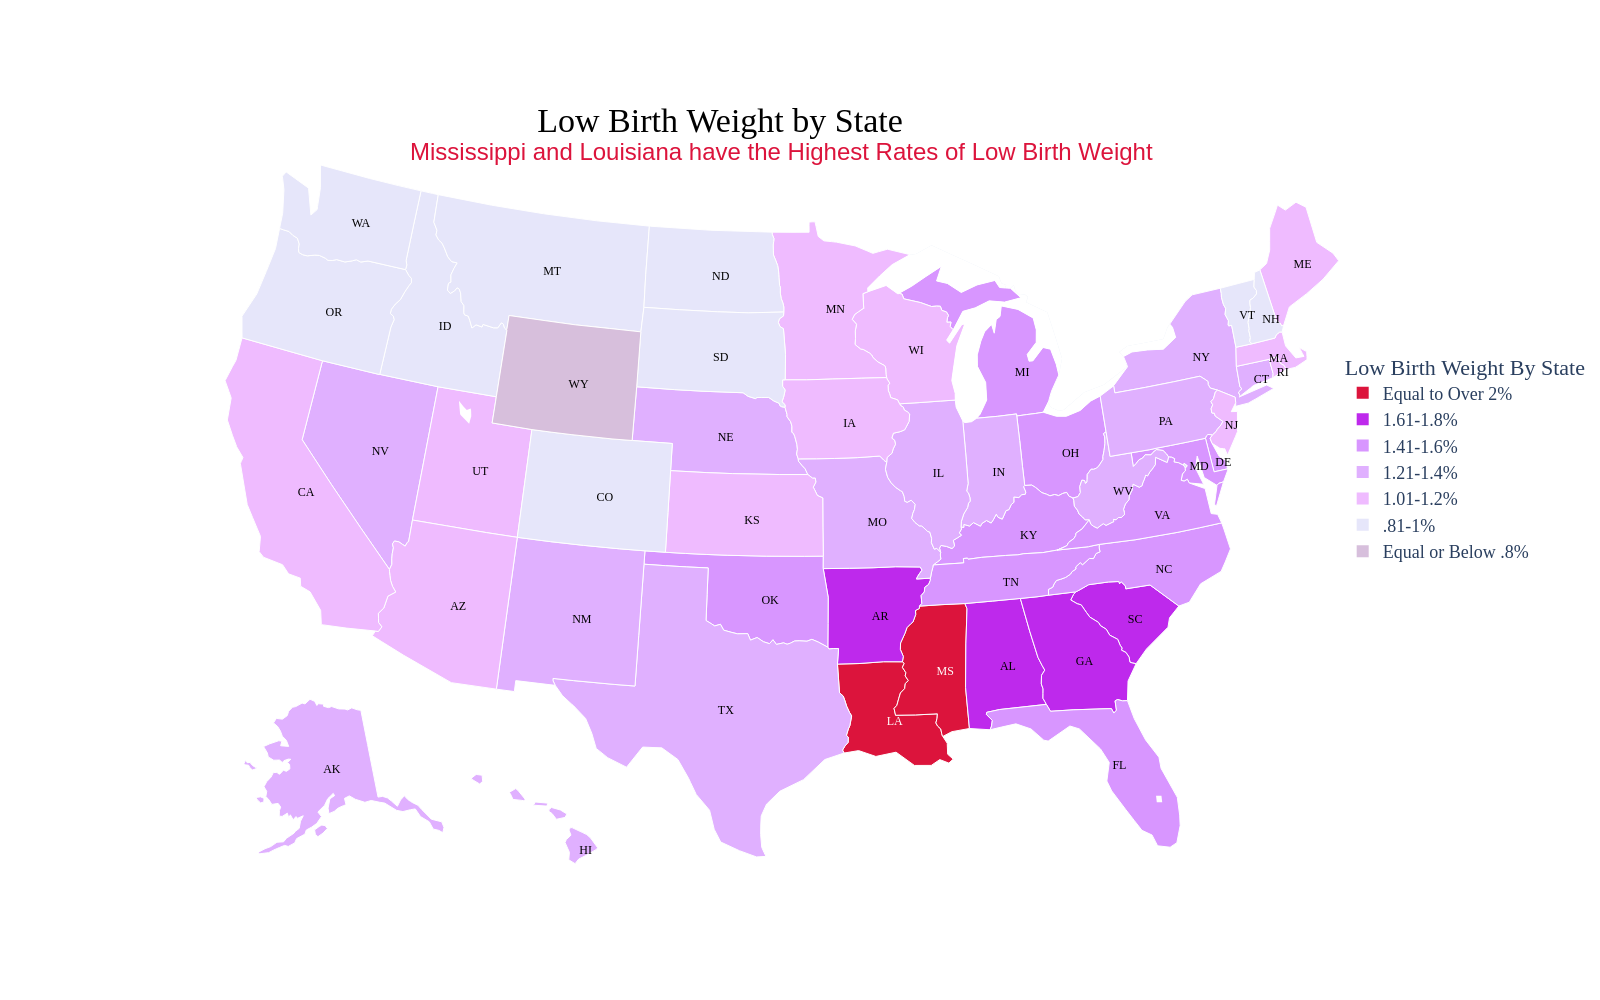 Low Birth Weight by State
Mississippi and Louisiana have the Highest Rates of Low Birth Weight
WA
MT
ND
ME
OR
ID
MN
VT
NH
SD
WI
NY
MA
WY
MI
RI
CT
Low Birth Weight By State
Equal to Over 2%
1.61-1.8%
1.41-1.6%
1.21-1.4%
1.01-1.2%
.81-1%
Equal or Below .8%
NV
UT
NE
IA
PA
NJ
OH
IL
IN
MD
DE
CA
CO
WV
KS
MO
VA
KY
AZ
NM
OK
TN
NC
AR
SC
MS
AL
GA
TX
LA
FL
AK
HI